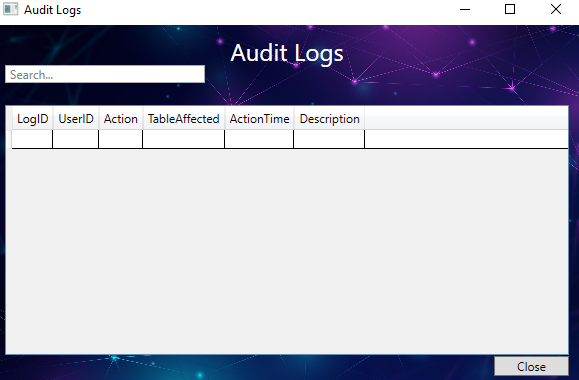 Audit Logs
Audit Logs
Search...
LogID UserID Action TableAffected ActionTime Description
Close